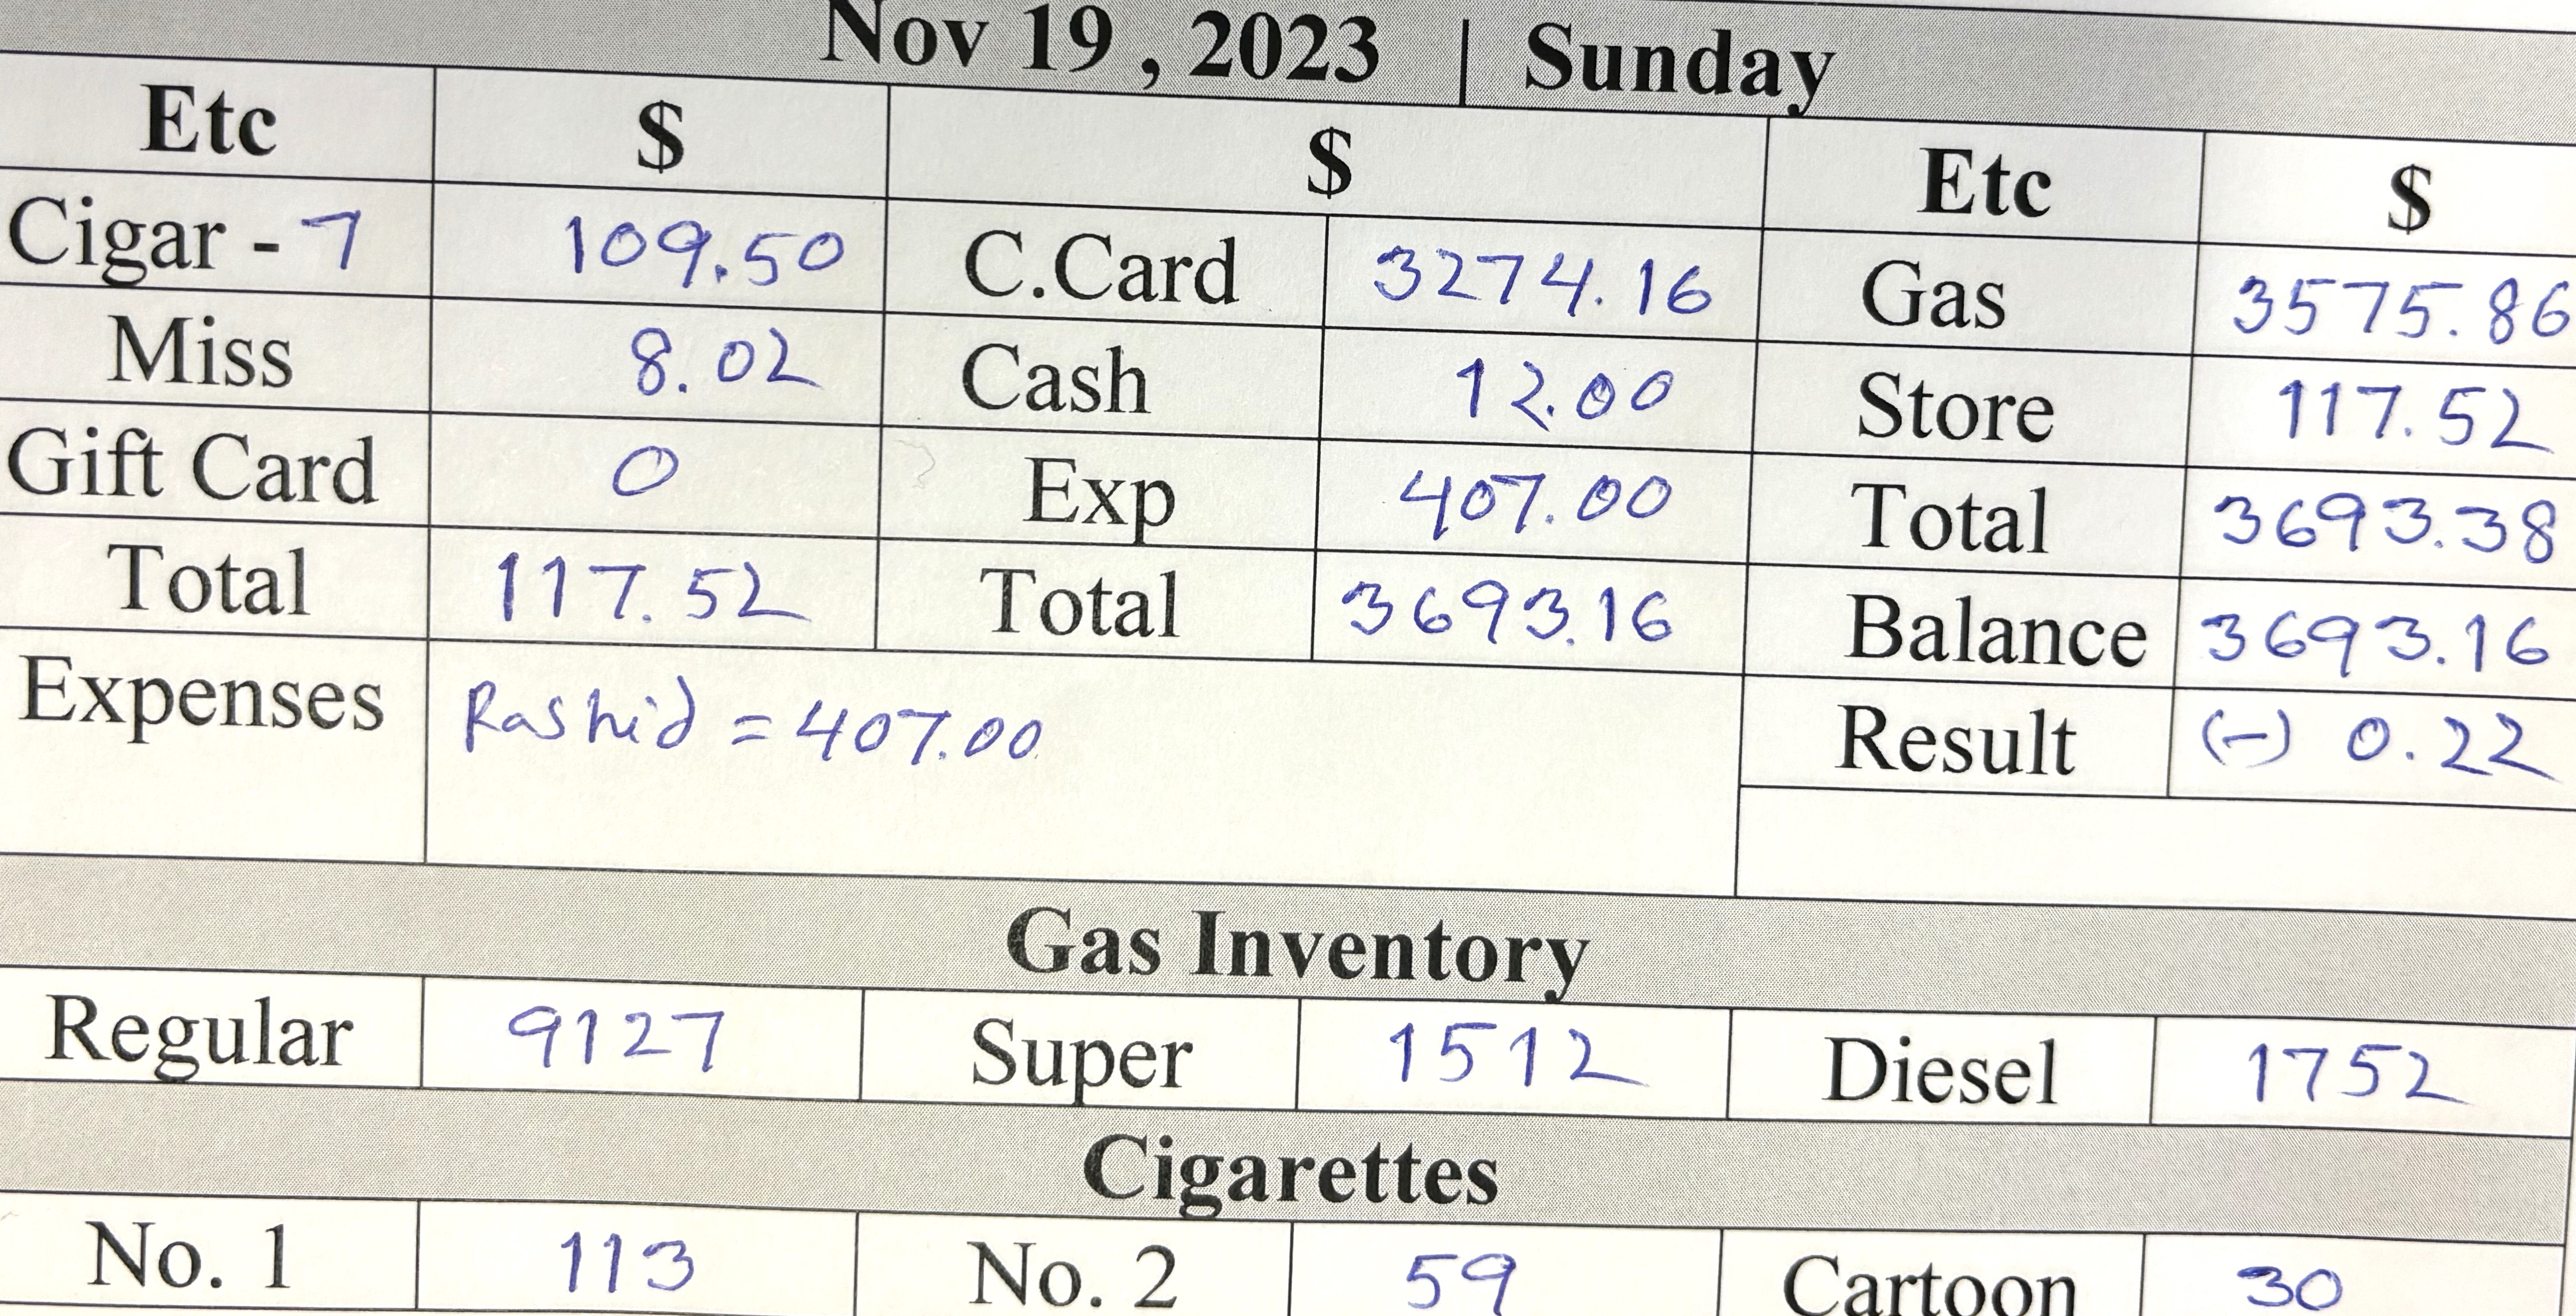 Nov 19 , 2023 | Sunday
Etc $ $ Etc $
Cigar - 7 109.50 C.Card 3274.16 Gas 3575.86
Miss 8.02 Cash 12.00 Store 117.52
Gift Card 0 Exp 407.00 Total 3693.38
Total 117.52 Total 3693.16 Balance 3693.16
Expenses Rashid = 407.00 Result (-) 0.22
Gas Inventory
Regular 9127 Super 1512 Diesel 1752
Cigarettes
No. 1 113 No. 2 59 Cartoon 30